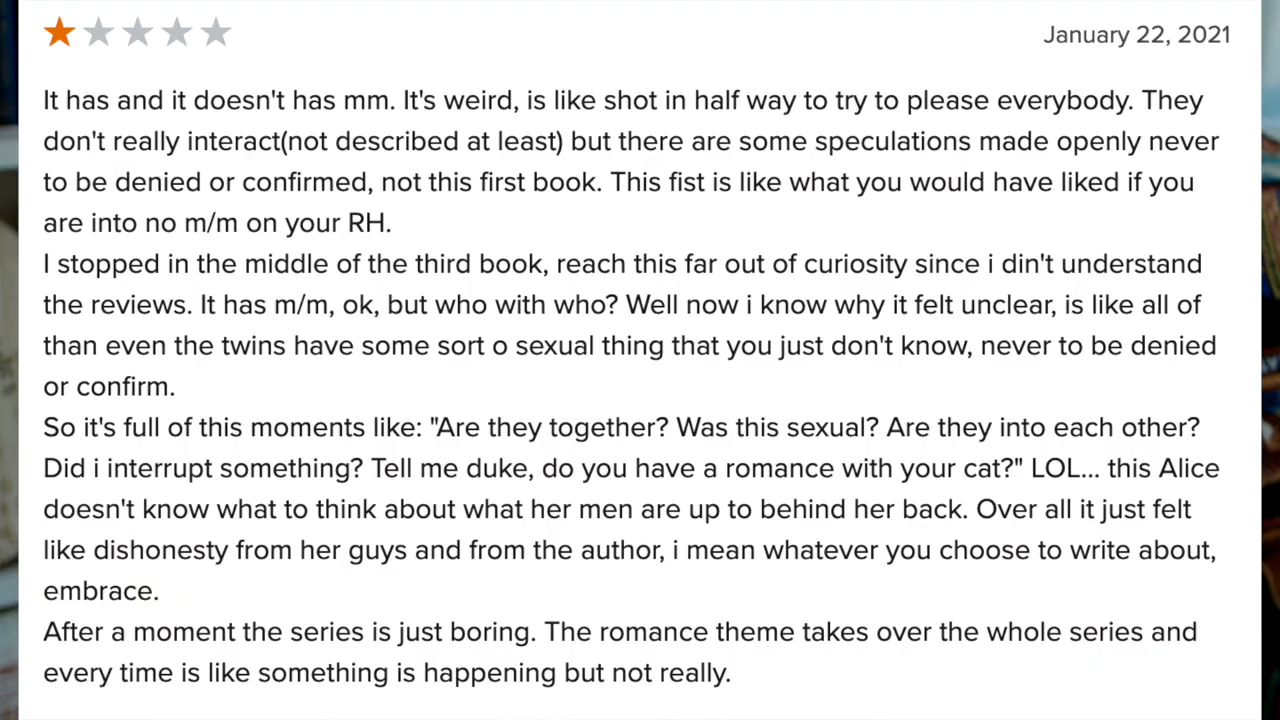 January 22, 2021
It has and it doesn't has mm. It's weird, is like shot in half way to try to please everybody. They
don't really interact(not described at least) but there are some speculations made openly never
to be denied or confirmed, not this first book. This fist is like what you would have liked if you
are into no m/m on your RH.
I stopped in the middle of the third book, reach this far out of curiosity since i din't understand
the reviews. It has m/m, ok, but who with who? Well now i know why it felt unclear, is like all of
than even the twins have some sort o sexual thing that you just don't know, never to be denied
or confirm.
So it's full of this moments like: "Are they together? Was this sexual? Are they into each other?
Did i interrupt something? Tell me duke, do you have a romance with your cat?" LOL... this Alice
doesn't know what to think about what her men are up to behind her back. Over all it just felt
like dishonesty from her guys and from the author, i mean whatever you choose to write about,
embrace.
After a moment the series is just boring. The romance theme takes over the whole series and
every time is like something is happening but not really.